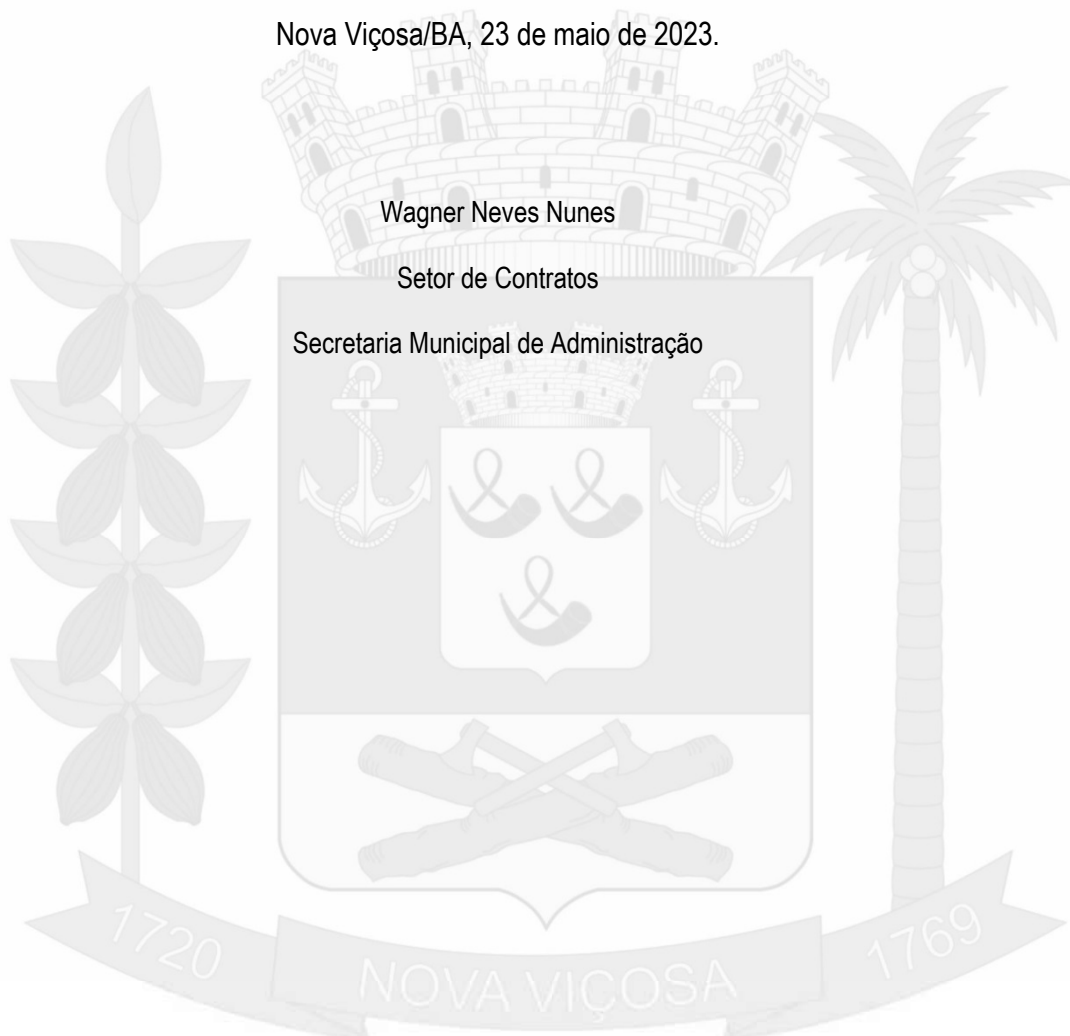 Nova Viçosa/BA, 23 de maio de 2023.
Wagner Neves Nunes
Setor de Contratos
Secretaria Municipal de Administração
1720
NOVA VIÇOSA
1769